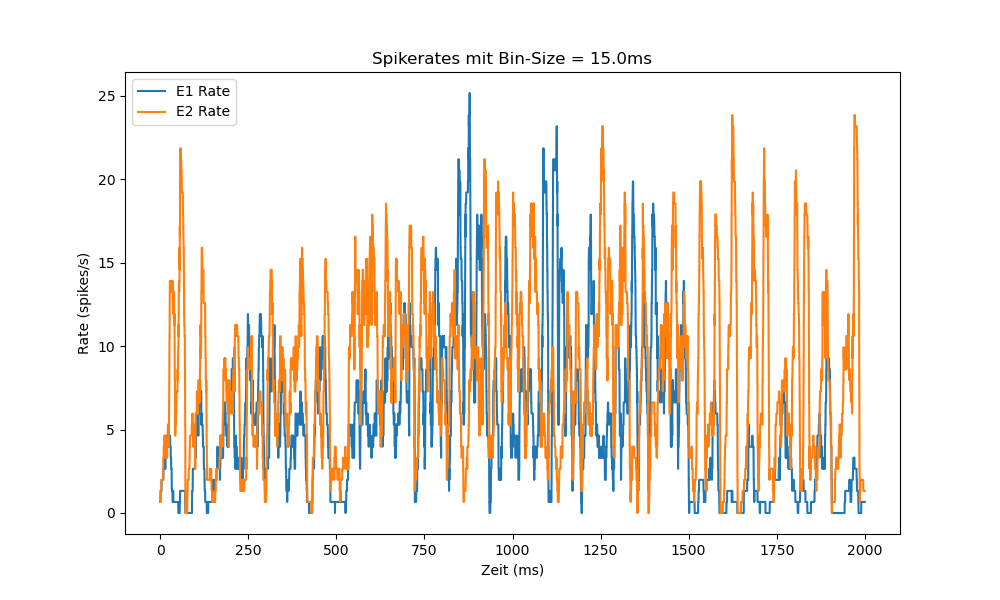 Spikerates mit Bin-Size = 15.0ms
E1 Rate
E2 Rate
Rate (spikes/s)
25
20
15
10
5
0
0 250 500 750 1000 1250 1500 1750 2000
Zeit (ms)